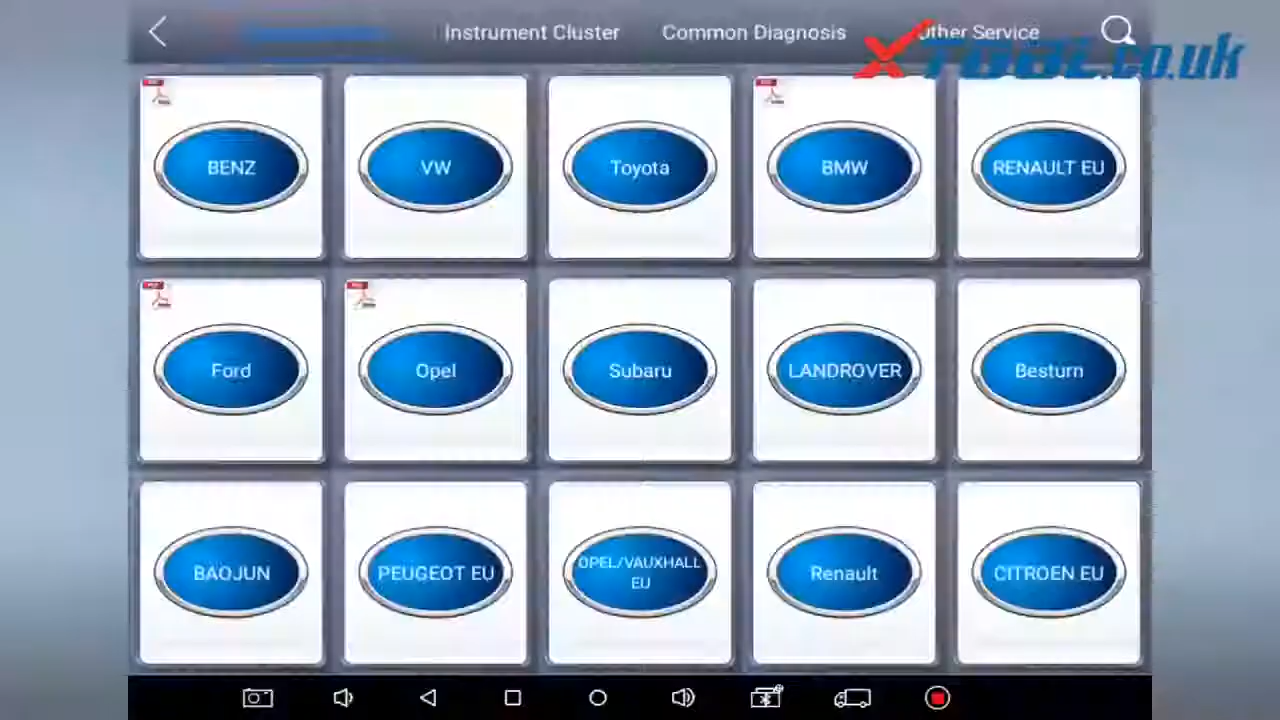 Instrument Cluster
Common Diagnosis
Other Service
XTOOL.co.uk
BENZ
VW
Toyota
BMW
RENAULT EU
Ford
Opel
Subaru
LANDROVER
Besturn
BAOJUN
PEUGEOT EU
OPEL/VAUXHALL
EU
Renault
CITROEN EU